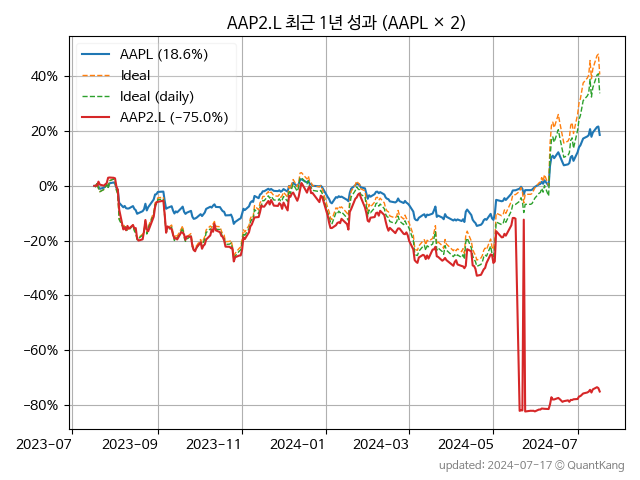 AAP2.L 최근 1년 성과 (AAPL × 2)
AAPL (18.6%)
Ideal
Ideal (daily)
AAP2.L (−75.0%)
40%
20%
0%
−20%
−40%
−60%
−80%
2023-07 2023-09 2023-11 2024-01 2024-03 2024-05 2024-07
updated: 2024-07-17 © QuantKang